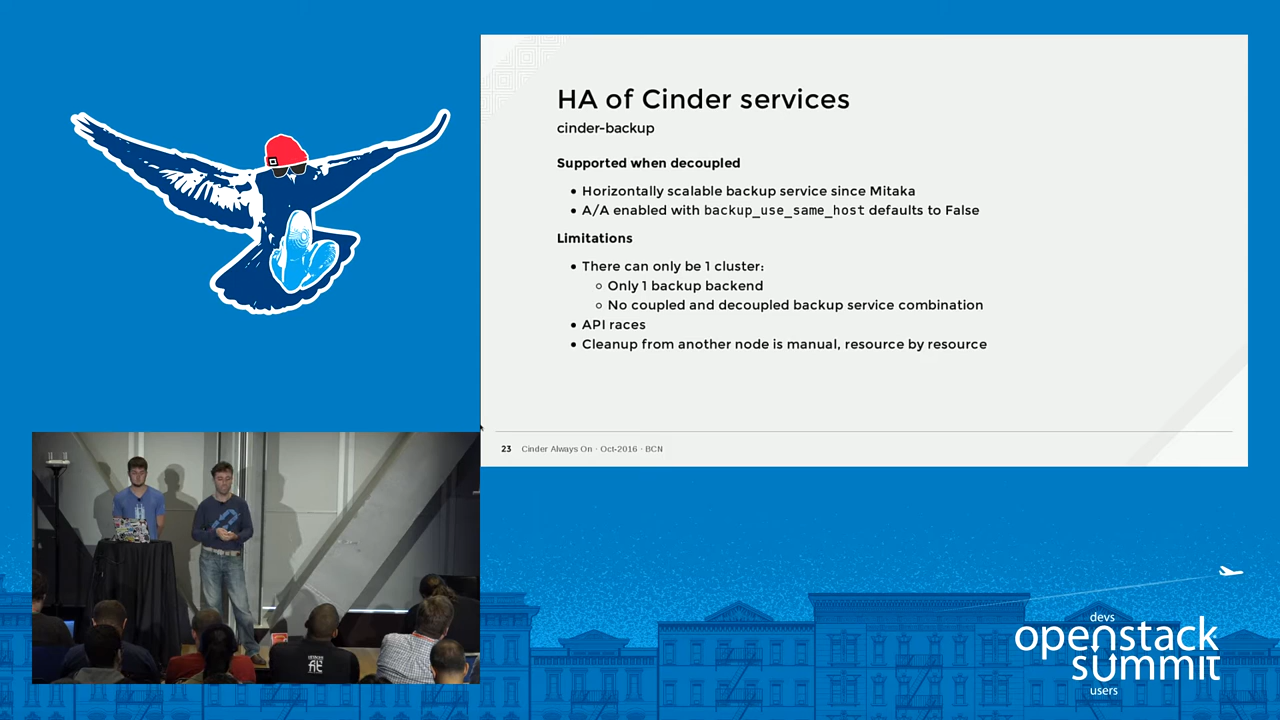 HA of Cinder services
cinder-backup
Supported when decoupled
• Horizontally scalable backup service since Mitaka
• A/A enabled with backup_use_same_host defaults to False
Limitations
• There can only be 1 cluster:
○ Only 1 backup backend
○ No coupled and decoupled backup service combination
• API races
• Cleanup from another node is manual, resource by resource
23 Cinder Always On · Oct-2016 · BCN
devs
openstack
summit
users